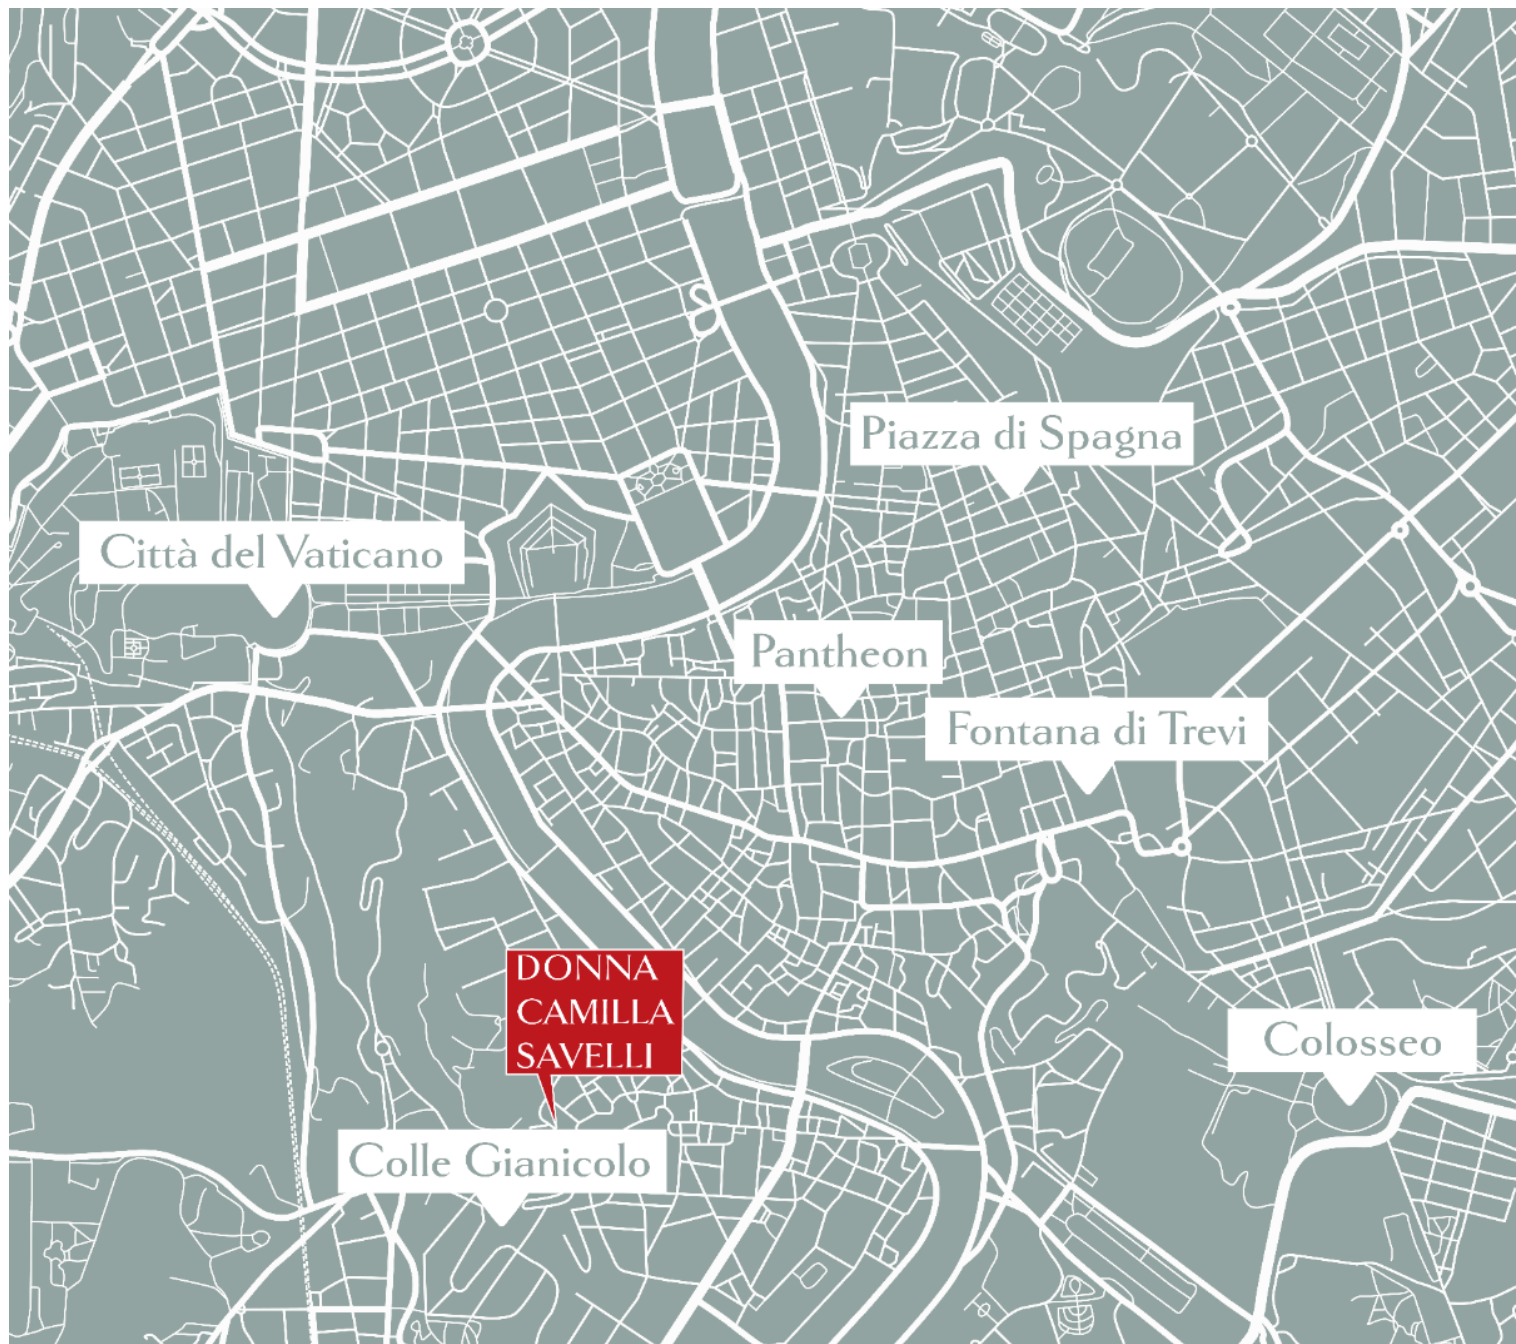 Piazza di Spagna
Città del Vaticano
Pantheon
Fontana di Trevi
DONNA
CAMILLA
SAVELLI
Colosseo
Colle Gianicolo